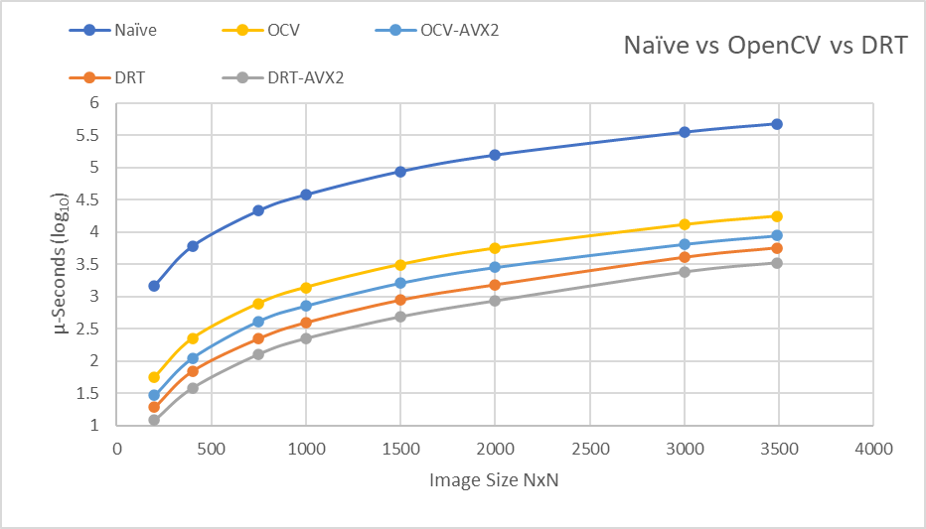 Naïve
OCV
OCV-AVX2
DRT
DRT-AVX2
Naïve vs OpenCV vs DRT
6
5.5
5
4.5
4
3.5
3
2.5
2
1.5
1
µ-Seconds (log10)
0
500
1000
1500
2000
2500
3000
3500
4000
Image Size NxN